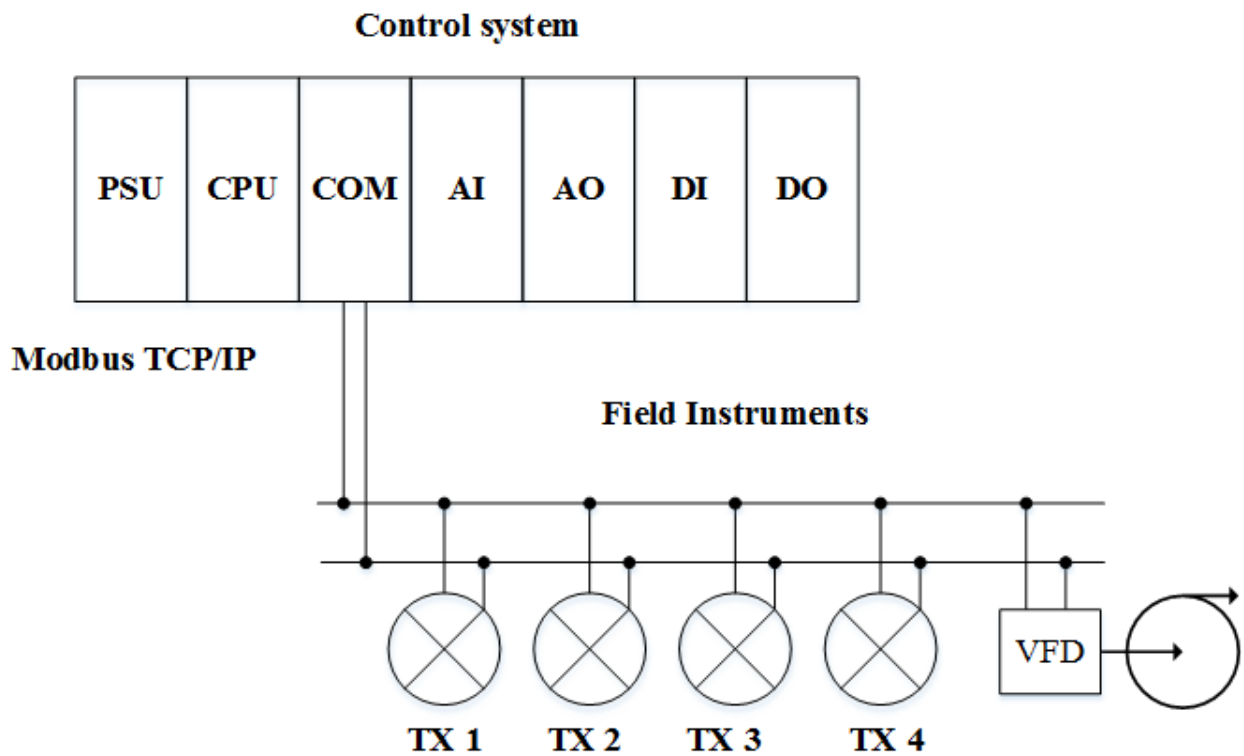 Control system
PSU CPU COM AI AO DI DO
Modbus TCP/IP
Field Instruments
VFD
TX 1 TX 2 TX 3 TX 4